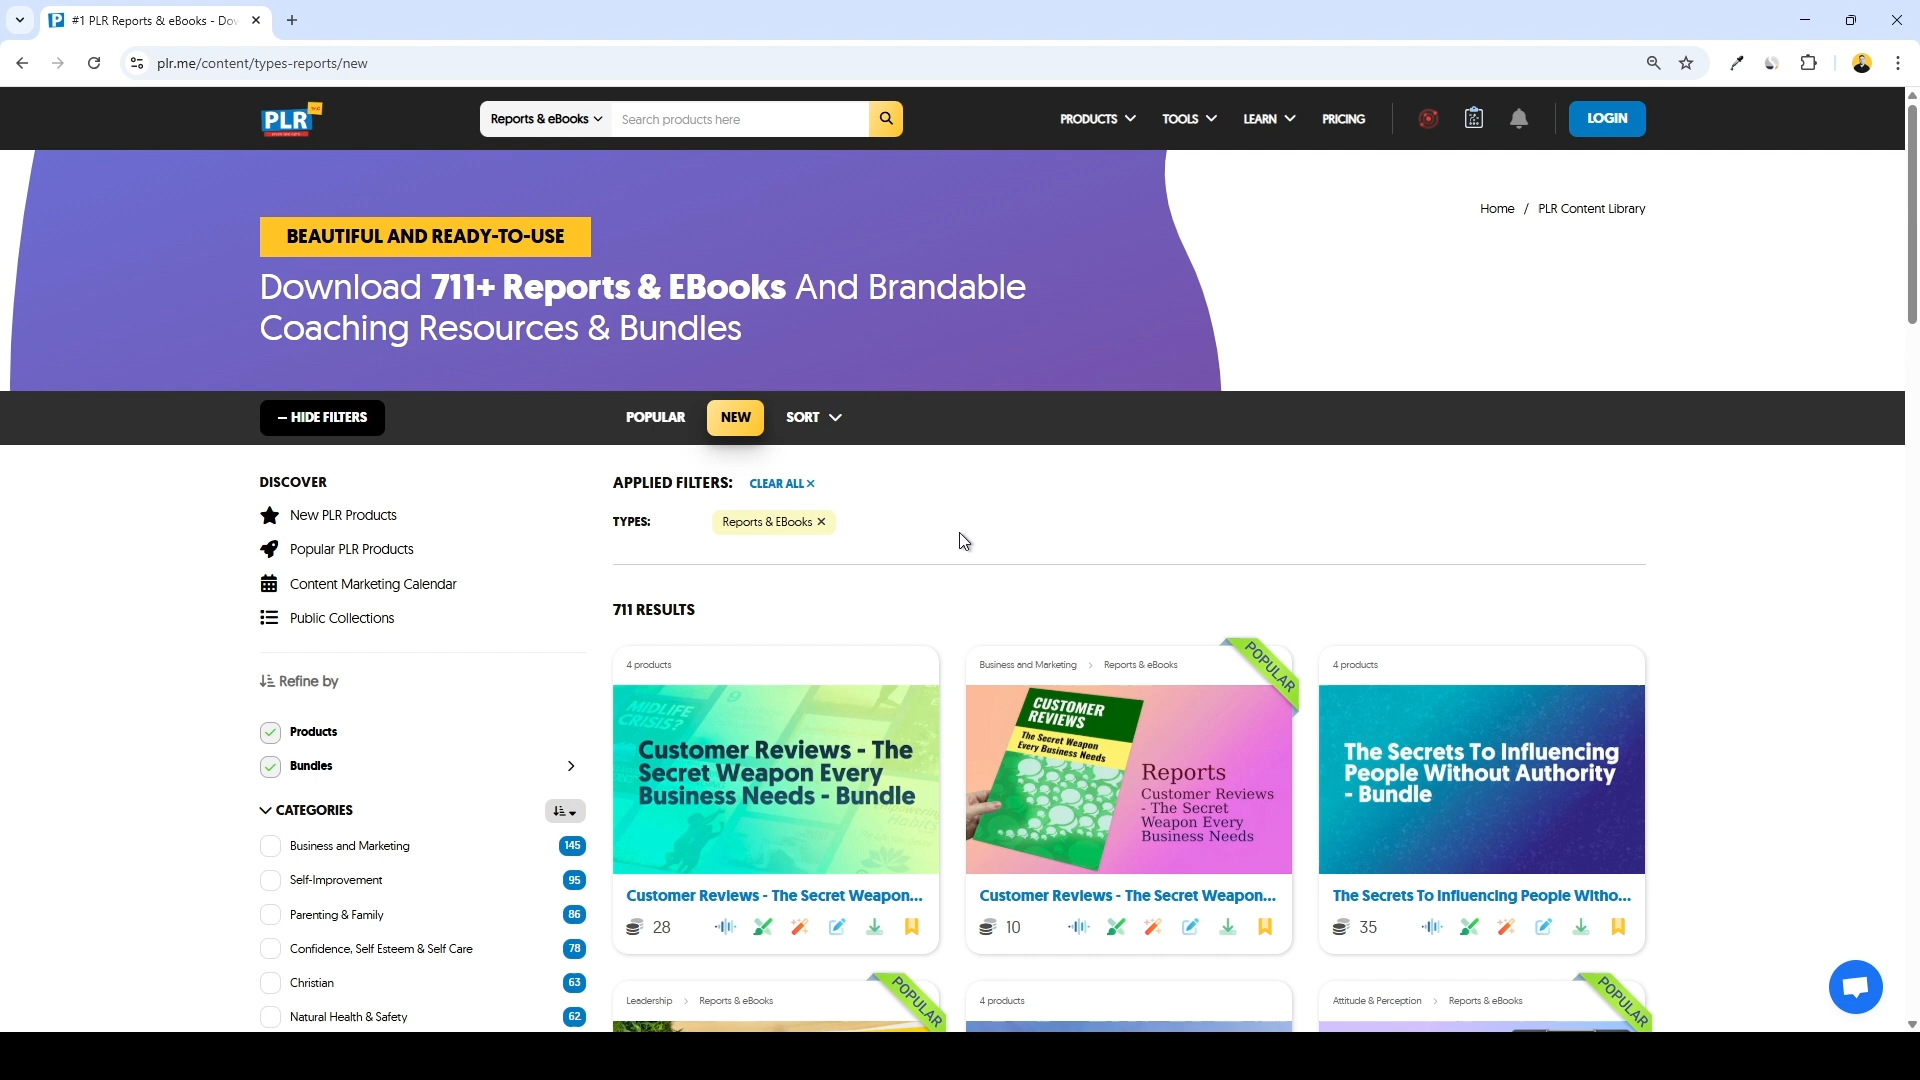 #1 PLR Reports & eBooks - Do
plr.me/content/types-reports/new
PLR
Reports & eBooks
Search products here
PRODUCTS
TOOLS
LEARN
PRICING
LOGIN
Home / PLR Content Library
BEAUTIFUL AND READY-TO-USE
Download 711+ Reports & EBooks And Brandable
Coaching Resources & Bundles
– HIDE FILTERS
POPULAR
NEW
SORT
DISCOVER
New PLR Products
Popular PLR Products
Content Marketing Calendar
Public Collections
Refine by
Products
Bundles
CATEGORIES
Business and Marketing 145
Self-Improvement 95
Parenting & Family 86
Confidence, Self Esteem & Self Care 78
Christian 63
Natural Health & Safety 62
APPLIED FILTERS: CLEAR ALL ×
TYPES: Reports & EBooks ×
711 RESULTS
4 products
MIDLIFE
CRISIS?
Customer Reviews - The
Secret Weapon Every
Business Needs - Bundle
Customer Reviews - The Secret Weapon...
28
Business and Marketing > Reports & eBooks
POPULAR
CUSTOMER
REVIEWS
The Secret Weapon
Every Business Needs
Reports
Customer Reviews
- The Secret
Weapon Every
Business Needs
Customer Reviews - The Secret Weapon...
10
4 products
The Secrets To Influencing
People Without Authority
- Bundle
The Secrets To Influencing People Witho...
35
Leadership > Reports & eBooks
POPULAR
4 products
Attitude & Perception > Reports & eBooks
POPULAR